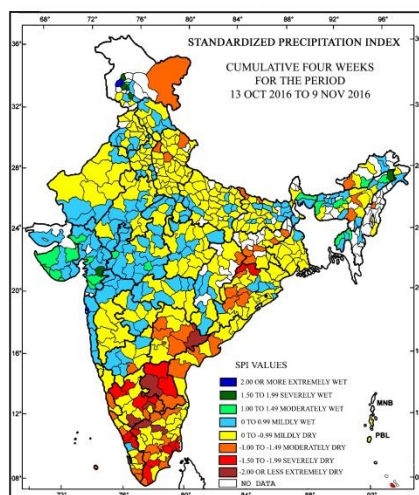 68° 72° 76° 80° 84° 88° 92° 96°
STANDARDIZED PRECIPITATION INDEX
CUMULATIVE FOUR WEEKS
FOR THE PERIOD
13 OCT 2016 TO 9 NOV 2016
36°
32°
28°
24°
20°
16°
12°
08°
SPI VALUES
2.00 OR MORE EXTREMELY WET
1.50 TO 1.99 SEVERELY WET
1.00 TO 1.49 MODERATELY WET
0 TO 0.99 MILDLY WET
0 TO -0.99 MILDLY DRY
-1.00 TO -1.49 MODERATELY DRY
-1.50 TO -1.99 SEVERELY DRY
-2.00 OR LESS EXTREMELY DRY
NO DATA
MNB
PBL
76° 80° 84° 88°